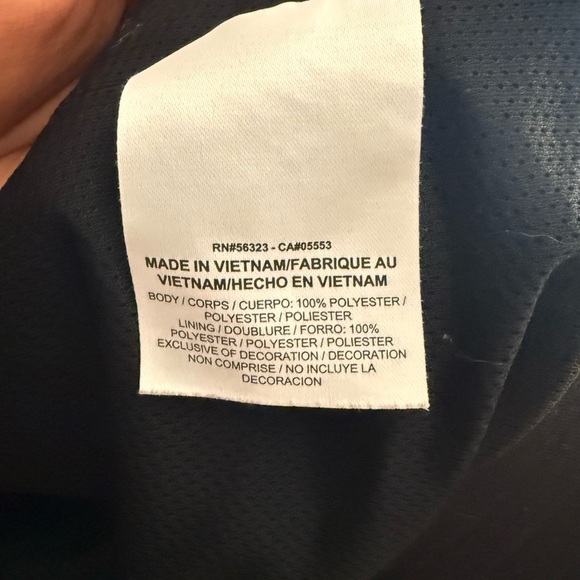 RN#56323 - CA#05553
MADE IN VIETNAM/FABRIQUE AU
VIETNAM/HECHO EN VIETNAM
BODY / CORPS / CUERPO: 100% POLYESTER /
POLYESTER / POLIESTER
LINING / DOUBLURE / FORRO: 100%
POLYESTER / POLYESTER / POLIESTER
EXCLUSIVE OF DECORATION / DECORATION
NON COMPRISE / NO INCLUYE LA
DECORACION